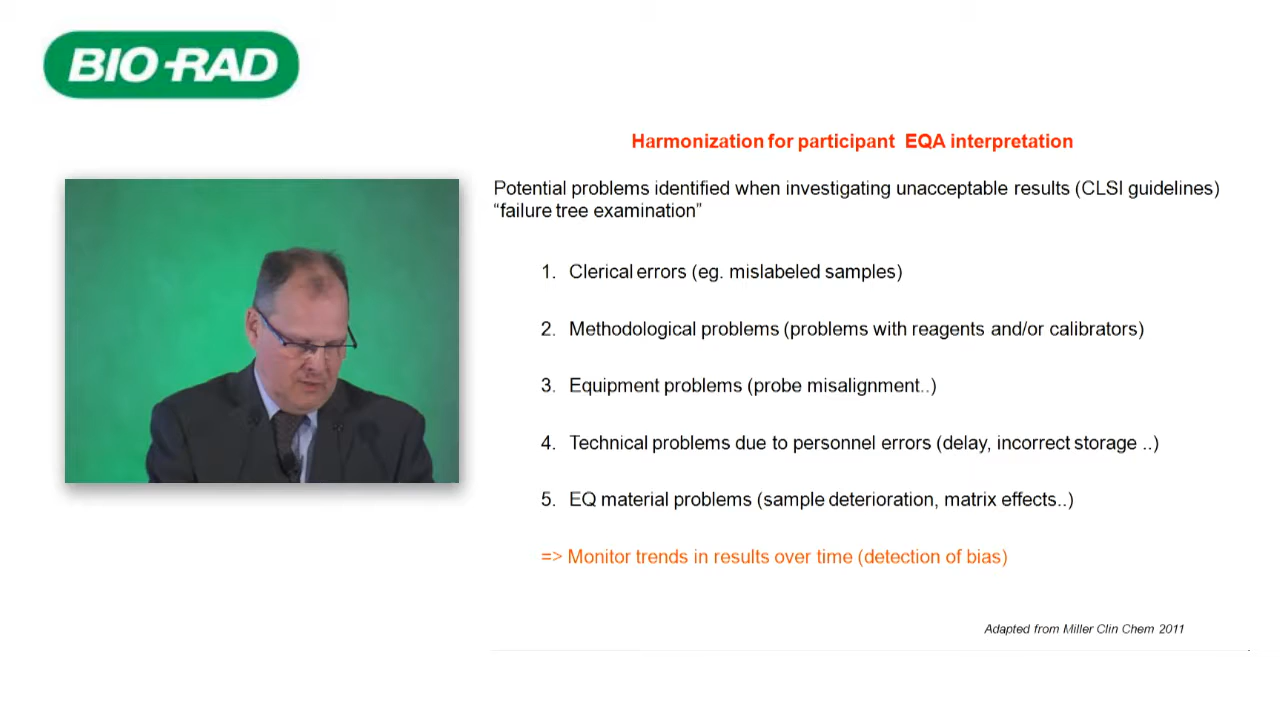 BIO-RAD
Harmonization for participant EQA interpretation
Potential problems identified when investigating unacceptable results (CLSI guidelines)
“failure tree examination”
1. Clerical errors (eg. mislabeled samples)
2. Methodological problems (problems with reagents and/or calibrators)
3. Equipment problems (probe misalignment..)
4. Technical problems due to personnel errors (delay, incorrect storage ..)
5. EQ material problems (sample deterioration, matrix effects..)
=> Monitor trends in results over time (detection of bias)
Adapted from Miller Clin Chem 2011